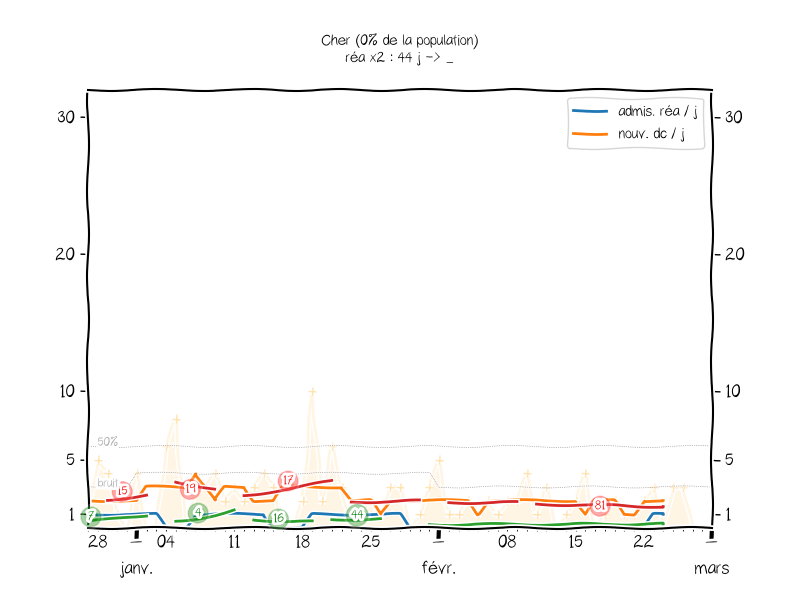 Cher (0% de la population)
réa x2 : 44 j -> _
admis. réa / j
nouv. dc / j
30 30
20 20
10 10
50%
5 5
bruit
15 19 17
7 4 16 44 81
1 1
28 04 11 18 25 08 15 22
janv. févr. mars